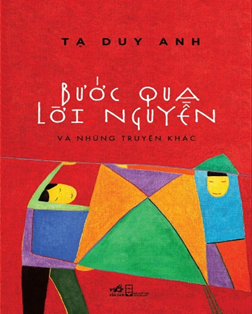 TẠ DUY ANH
BƯỚC QUA
LỜI NGUYỀN
VÀ NHỮNG TRUYỆN KHÁC